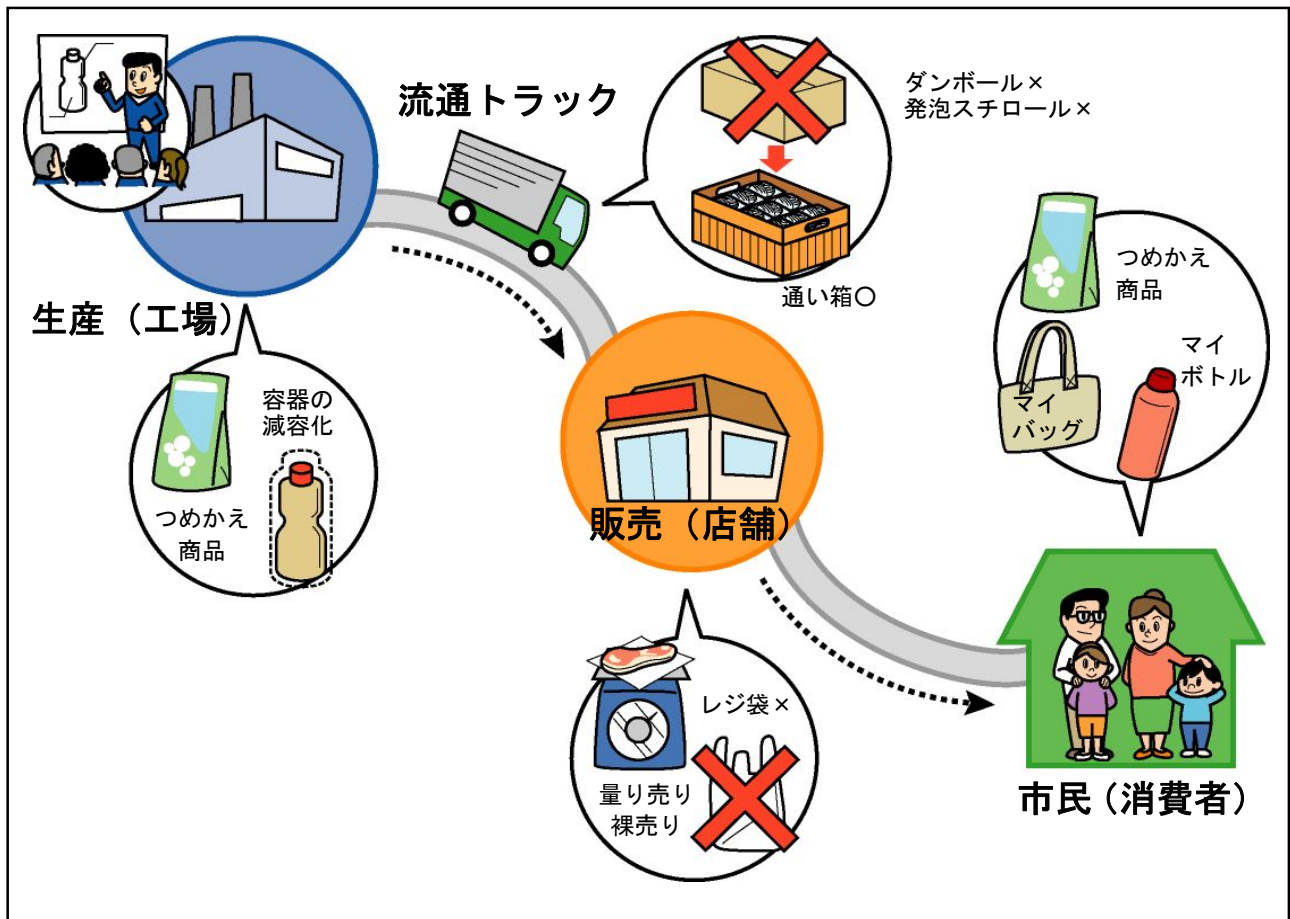 流通トラック
ダンボール×
発泡スチロール×
通い箱○
生産（工場）
容器の
減容化
つめかえ
商品
つめかえ
商品
マイ
ボトル
マイ
バッグ
販売（店舗）
レジ袋×
量り売り
裸売り
市民（消費者）